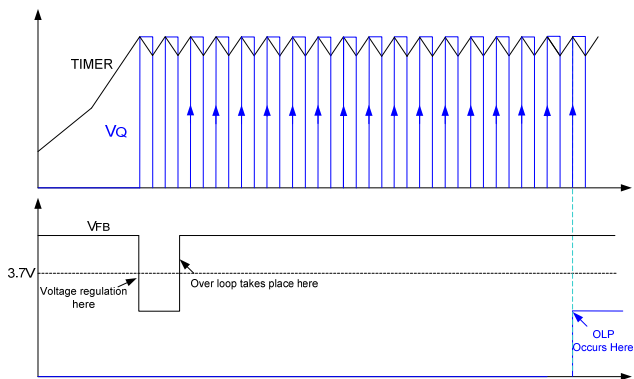 TIMER
VQ
VFB
3.7V
Voltage regulation
here
Over loop takes place here
OLP
Occurs Here